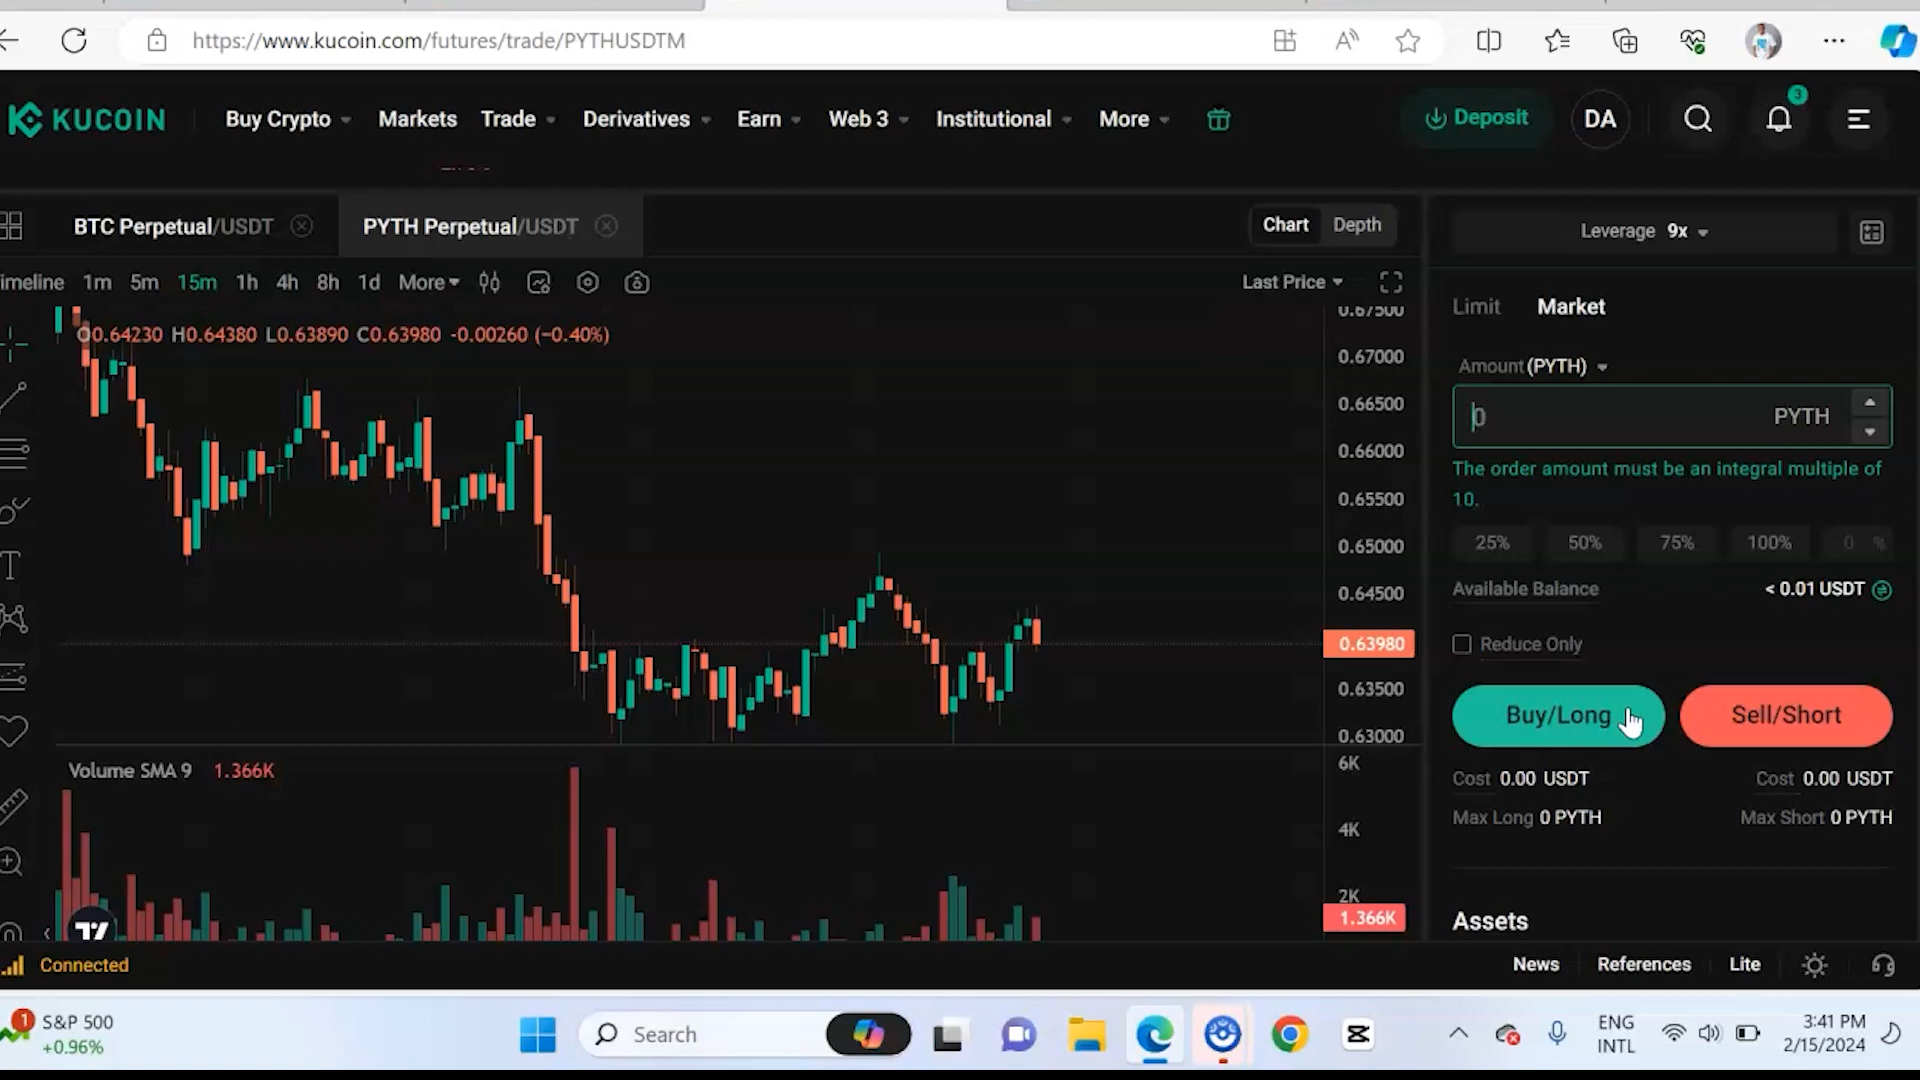 https://www.kucoin.com/futures/trade/PYTHUSDTM
KUCOIN Buy Crypto Markets Trade Derivatives Earn Web 3 Institutional More Deposit DA 3
BTC Perpetual/USDT PYTH Perpetual/USDT Chart Depth
imeline 1m 5m 15m 1h 4h 8h 1d More Last Price
O0.64230 H0.64380 L0.63890 C0.63980 -0.00260 (−0.40%)
0.67500
0.67000
0.66500
0.66000
0.65500
0.65000
0.64500
0.63980
0.63500
0.63000
Volume SMA 9 1.366K
6K
4K
2K
1.366K
Leverage 9x
Limit Market
Amount (PYTH)
0 PYTH
The order amount must be an integral multiple of
10.
25% 50% 75% 100% 0 %
Available Balance < 0.01 USDT
Reduce Only
Buy/Long Sell/Short
Cost 0.00 USDT Cost 0.00 USDT
Max Long 0 PYTH Max Short 0 PYTH
Assets
Connected News References Lite
1 S&P 500
+0.96%
Search
ENG
INTL
3:41 PM
2/15/2024